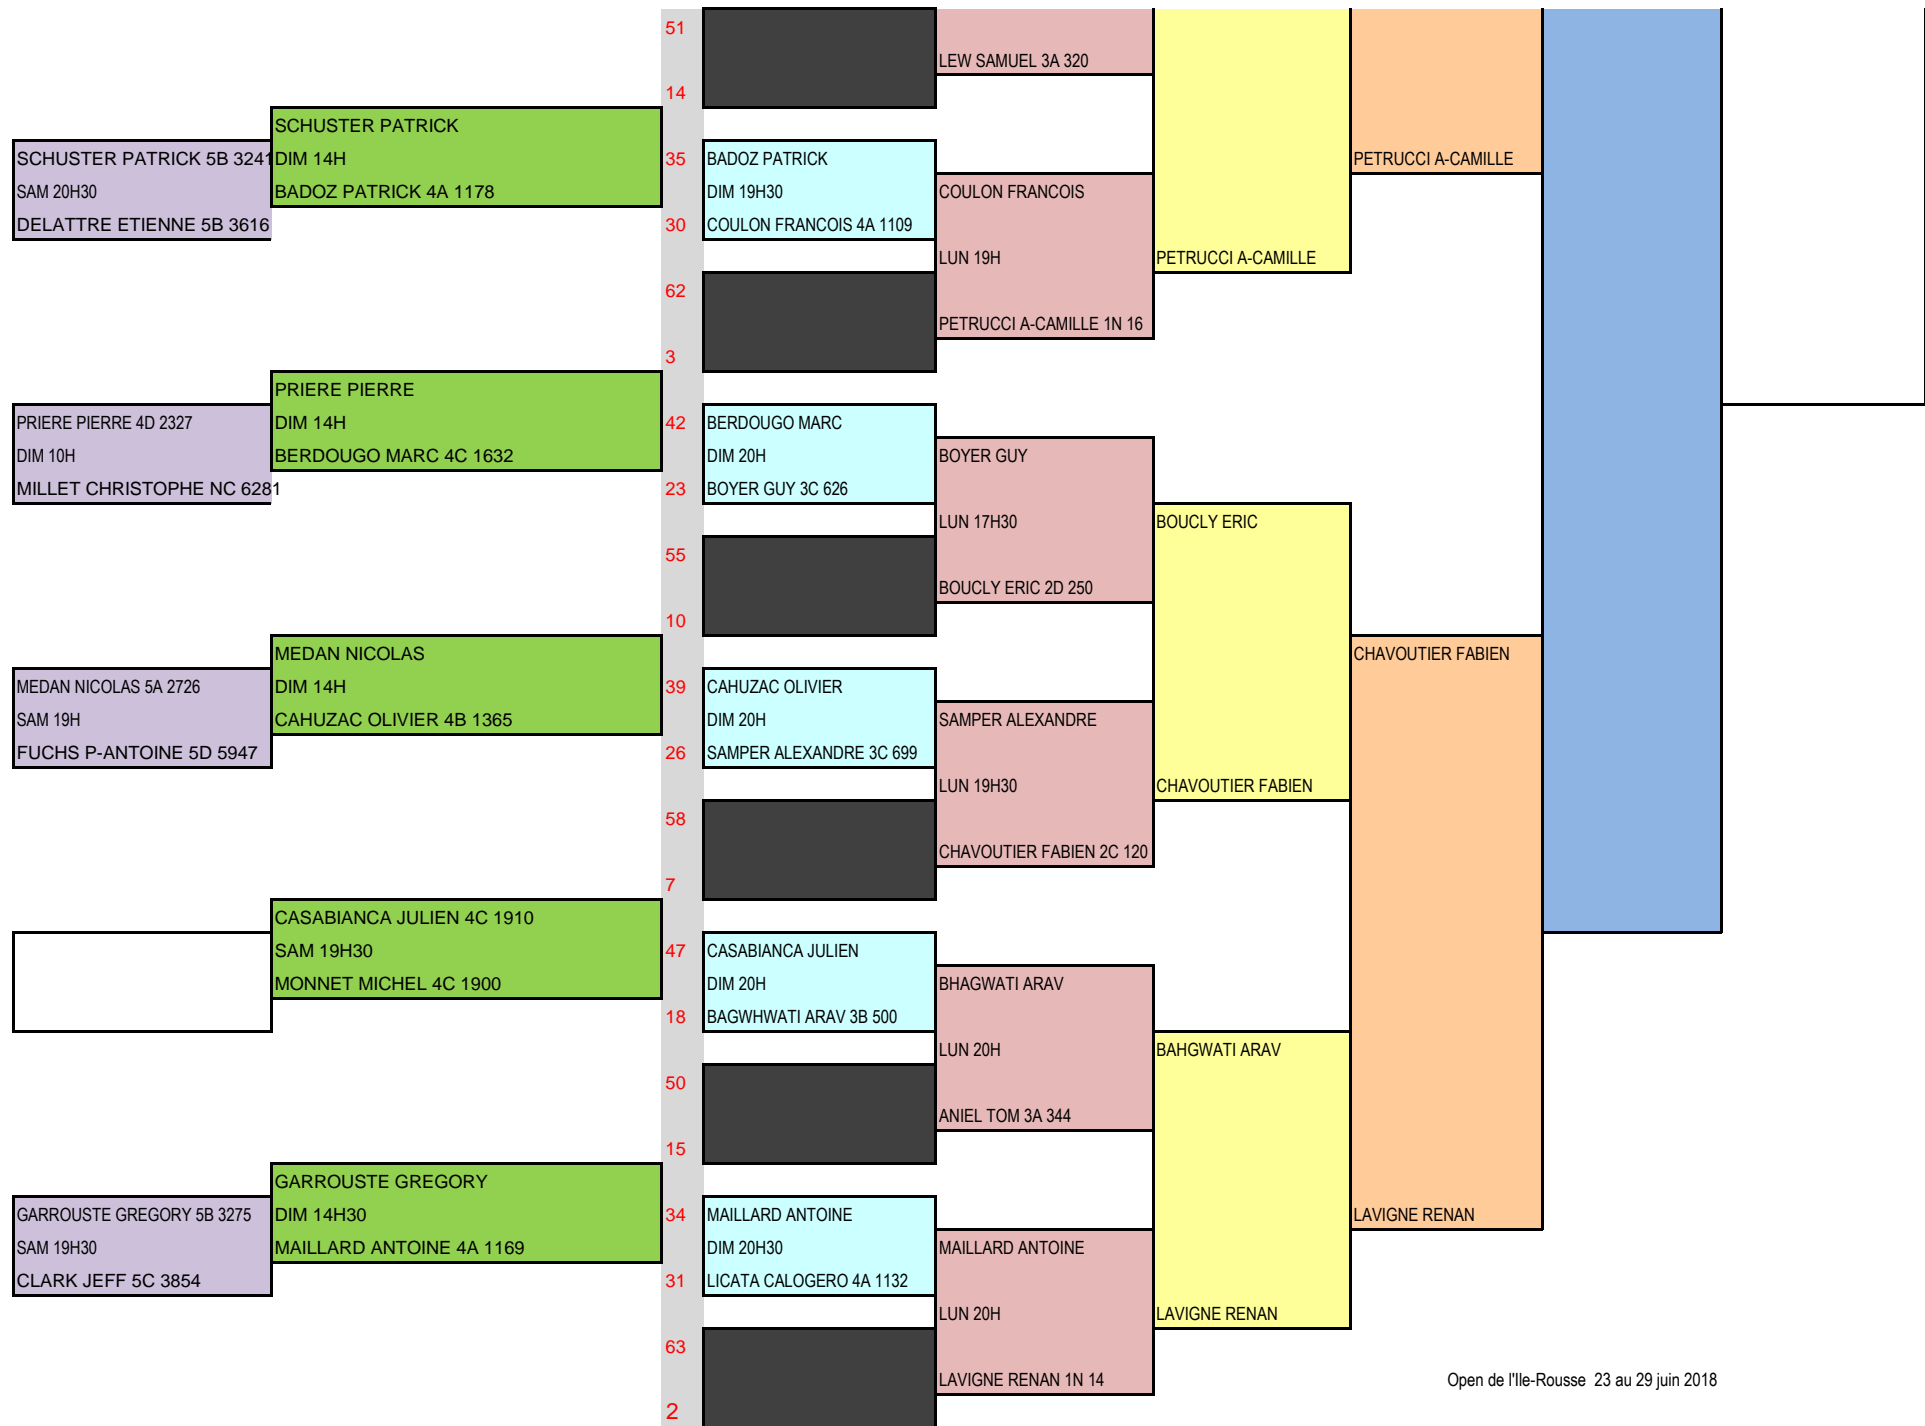 51
LEW SAMUEL 3A 320
14
SCHUSTER PATRICK
SCHUSTER PATRICK 5B 3241
DIM 14H
35
BADOZ PATRICK
PETRUCCI A-CAMILLE
SAM 20H30
BADOZ PATRICK 4A 1178
DIM 19H30
COULON FRANCOIS
DELATTRE ETIENNE 5B 3616
30
COULON FRANCOIS 4A 1109
LUN 19H
PETRUCCI A-CAMILLE
62
PETRUCCI A-CAMILLE 1N 16
3
PRIERE PIERRE
PRIERE PIERRE 4D 2327
DIM 14H
42
BERDOUGO MARC
DIM 10H
BERDOUGO MARC 4C 1632
DIM 20H
BOYER GUY
MILLET CHRISTOPHE NC 6281
23
BOYER GUY 3C 626
LUN 17H30
BOUCLY ERIC
55
BOUCLY ERIC 2D 250
10
MEDAN NICOLAS
CHAVOUTIER FABIEN
MEDAN NICOLAS 5A 2726
DIM 14H
39
CAHUZAC OLIVIER
SAM 19H
CAHUZAC OLIVIER 4B 1365
DIM 20H
SAMPER ALEXANDRE
FUCHS P-ANTOINE 5D 5947
26
SAMPER ALEXANDRE 3C 699
LUN 19H30
CHAVOUTIER FABIEN
58
CHAVOUTIER FABIEN 2C 120
7
CASABIANCA JULIEN 4C 1910
SAM 19H30
47
CASABIANCA JULIEN
MONNET MICHEL 4C 1900
DIM 20H
BHAGWATI ARAV
18
BAGWHWATI ARAV 3B 500
LUN 20H
BAHGWATI ARAV
50
ANIEL TOM 3A 344
15
GARROUSTE GREGORY
GARROUSTE GREGORY 5B 3275
DIM 14H30
34
MAILLARD ANTOINE
LAVIGNE RENAN
SAM 19H30
MAILLARD ANTOINE 4A 1169
DIM 20H30
MAILLARD ANTOINE
CLARK JEFF 5C 3854
31
LICATA CALOGERO 4A 1132
LUN 20H
LAVIGNE RENAN
63
LAVIGNE RENAN 1N 14
Open de l'Ile-Rousse 23 au 29 juin 2018
2